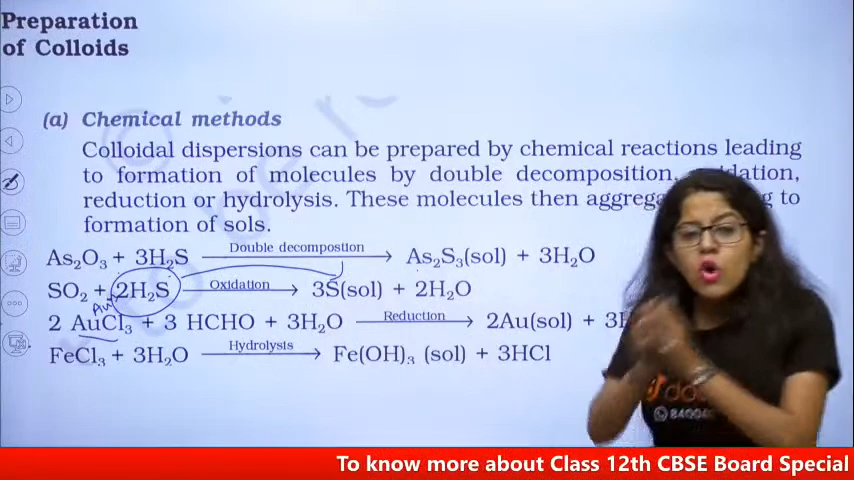 Preparation
of Colloids
(a) Chemical methods
Colloidal dispersions can be prepared by chemical reactions leading
to formation of molecules by double decomposition, dation,
reduction or hydrolysis. These molecules then aggrega g to
formation of sols.
As₂O₃ + 3H₂S Double decompostion → As₂S₃(sol) + 3H₂O
SO₂ + 2H₂S Oxidation → 3S(sol) + 2H₂O
2 AuCl₃ + 3 HCHO + 3H₂O Reduction → 2Au(sol) + 3
FeCl₃ + 3H₂O Hydrolysis → Fe(OH)₃ (sol) + 3HCl
To know more about Class 12th CBSE Board Special